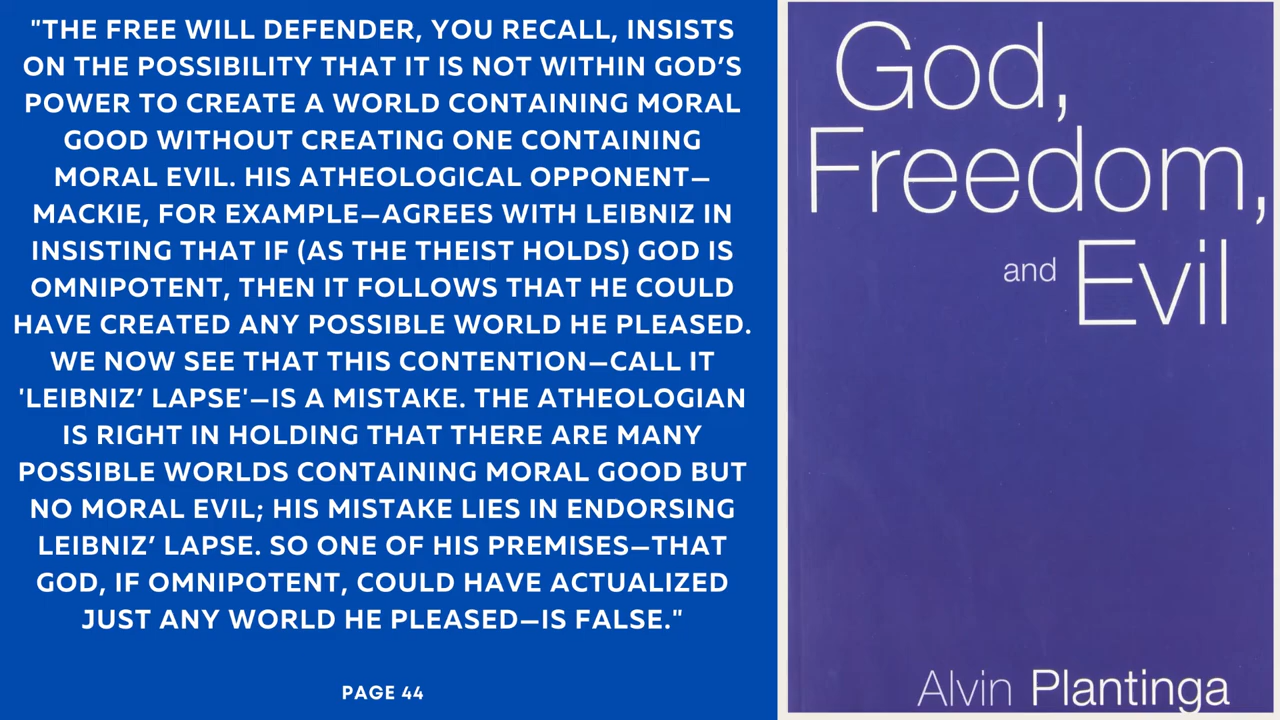 "THE FREE WILL DEFENDER, YOU RECALL, INSISTS
ON THE POSSIBILITY THAT IT IS NOT WITHIN GOD’S
POWER TO CREATE A WORLD CONTAINING MORAL
GOOD WITHOUT CREATING ONE CONTAINING
MORAL EVIL. HIS ATHEOLOGICAL OPPONENT—
MACKIE, FOR EXAMPLE—AGREES WITH LEIBNIZ IN
INSISTING THAT IF (AS THE THEIST HOLDS) GOD IS
OMNIPOTENT, THEN IT FOLLOWS THAT HE COULD
HAVE CREATED ANY POSSIBLE WORLD HE PLEASED.
WE NOW SEE THAT THIS CONTENTION—CALL IT
'LEIBNIZ’ LAPSE'—IS A MISTAKE. THE ATHEOLOGIAN
IS RIGHT IN HOLDING THAT THERE ARE MANY
POSSIBLE WORLDS CONTAINING MORAL GOOD BUT
NO MORAL EVIL; HIS MISTAKE LIES IN ENDORSING
LEIBNIZ’ LAPSE. SO ONE OF HIS PREMISES—THAT
GOD, IF OMNIPOTENT, COULD HAVE ACTUALIZED
JUST ANY WORLD HE PLEASED—IS FALSE."
PAGE 44
God,
Freedom,
and Evil
Alvin Plantinga